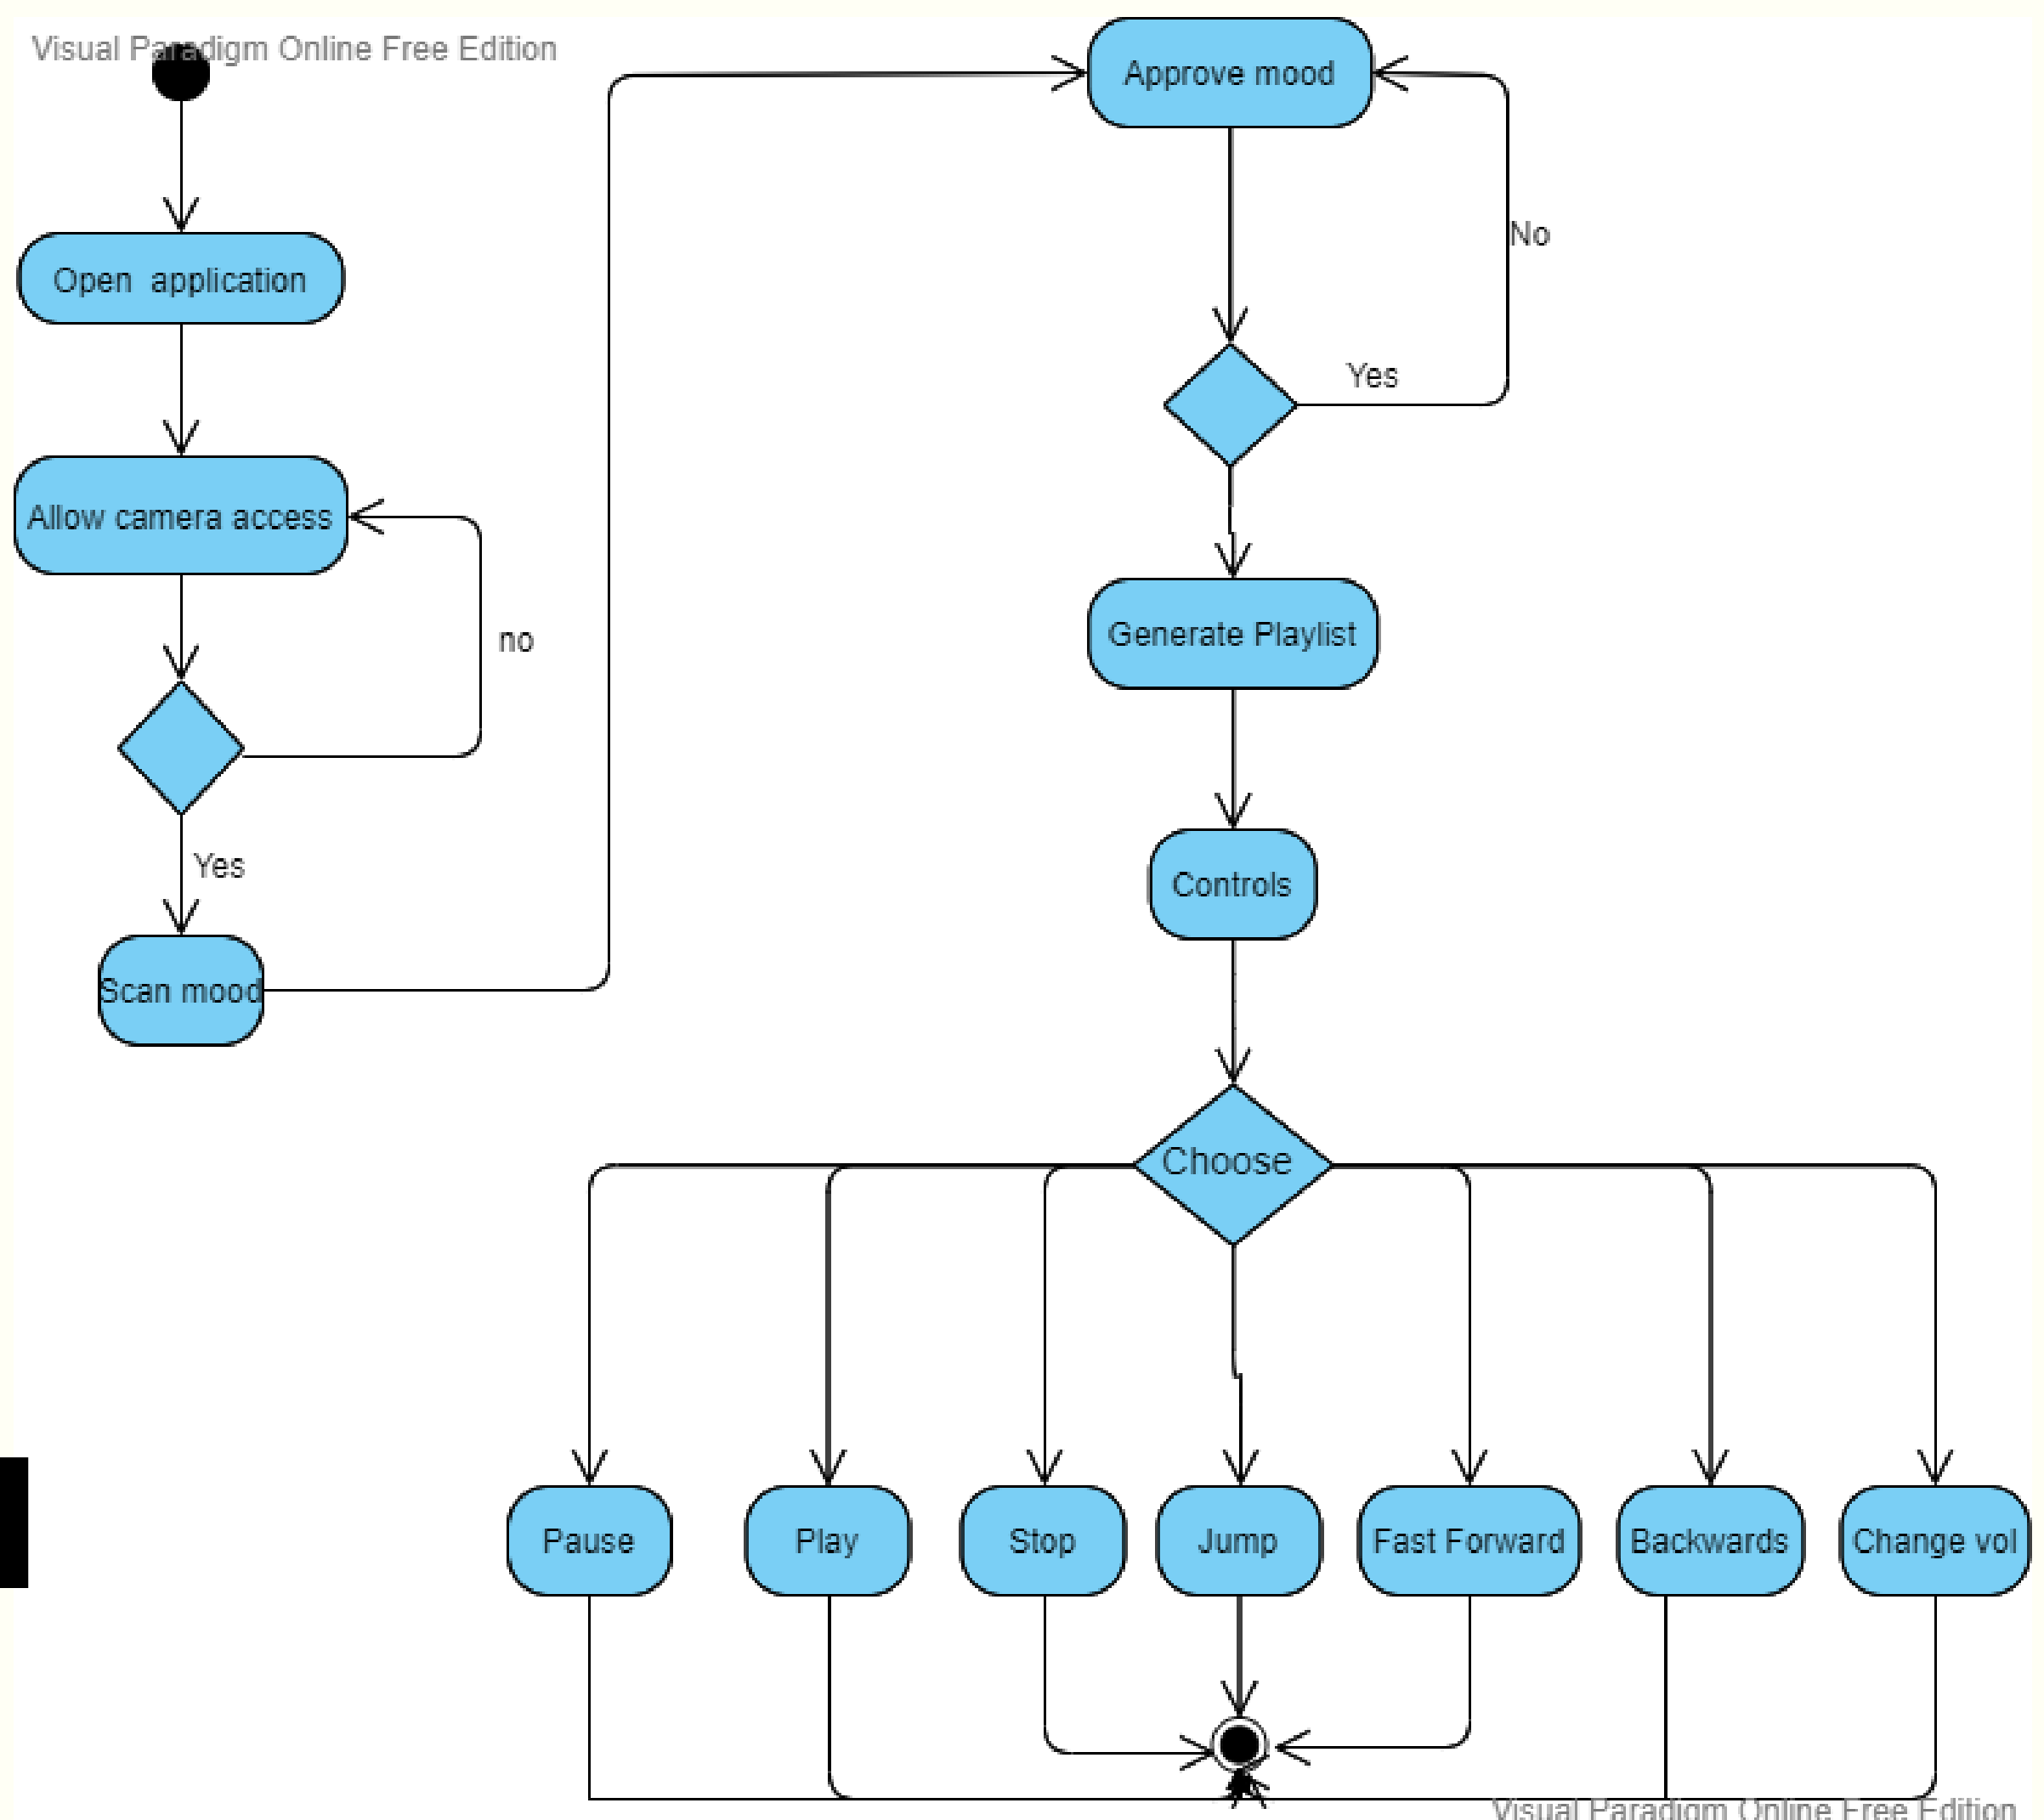 Visual Paradigm Online Free Edition
Open application
Allow camera access
no
Yes
Scan mood
Approve mood
No
Yes
Generate Playlist
Controls
Choose
Pause
Play
Stop
Jump
Fast Forward
Backwards
Change vol
Visual Paradigm Online Free Edition